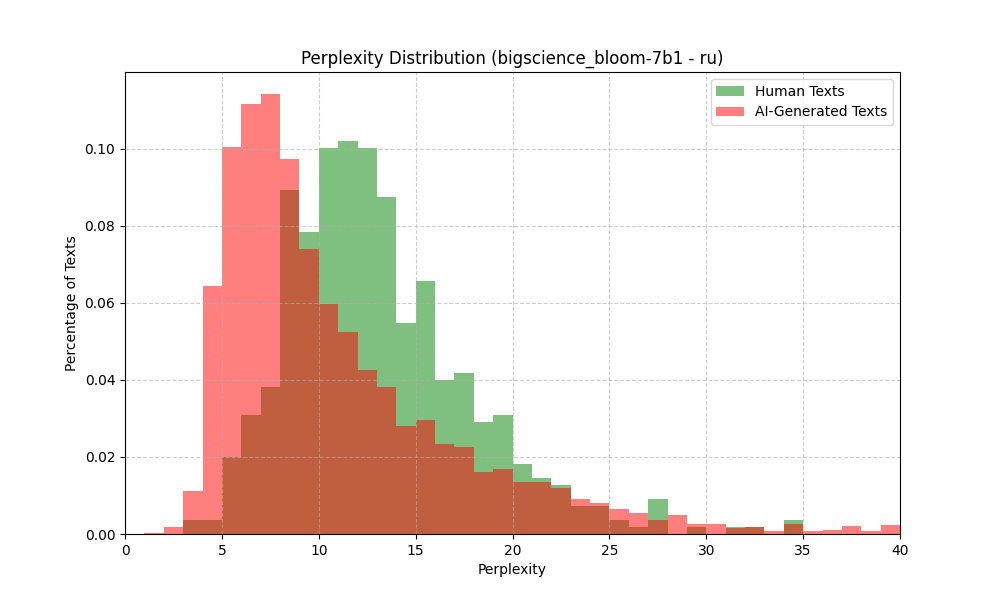 Perplexity Distribution (bigscience_bloom-7b1 - ru)
Human Texts
AI-Generated Texts
Percentage of Texts
0.10
0.08
0.06
0.04
0.02
0.00
0 5 10 15 20 25 30 35 40
Perplexity